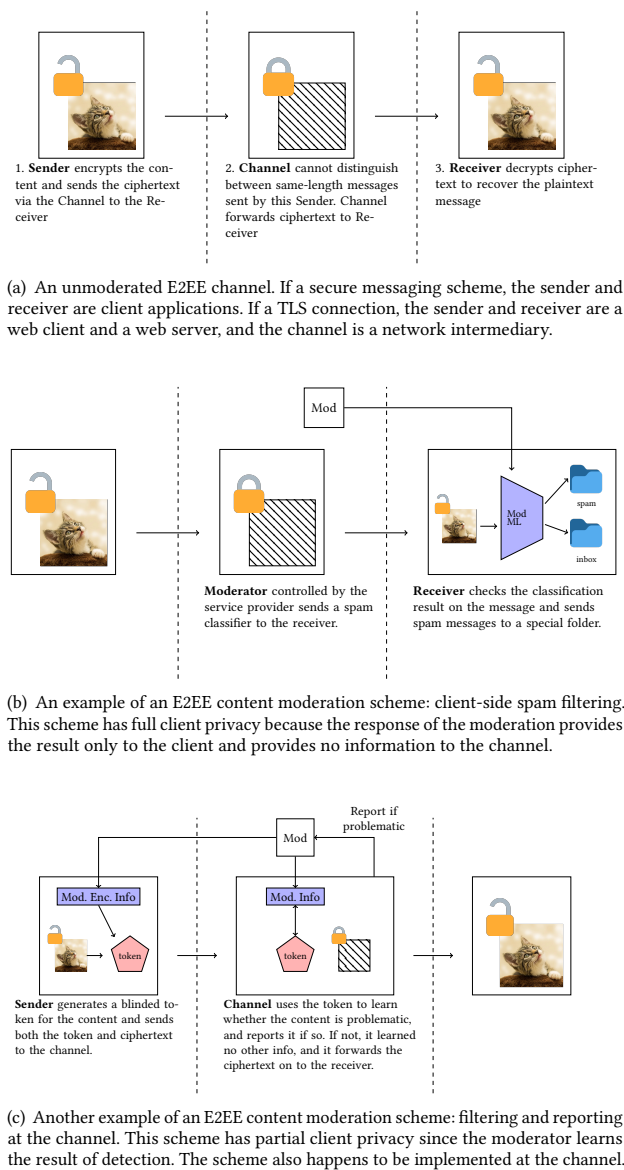 1. Sender encrypts the con-
tent and sends the ciphertext
via the Channel to the Re-
ceiver
2. Channel cannot distinguish
between same-length messages
sent by this Sender. Channel
forwards ciphertext to Re-
ceiver
3. Receiver decrypts cipher-
text to recover the plaintext
message
(a) An unmoderated E2EE channel. If a secure messaging scheme, the sender and
receiver are client applications. If a TLS connection, the sender and receiver are a
web client and a web server, and the channel is a network intermediary.
Mod
Mod
ML
spam
inbox
Moderator controlled by the
service provider sends a spam
classifier to the receiver.
Receiver checks the classification
result on the message and sends
spam messages to a special folder.
(b) An example of an E2EE content moderation scheme: client-side spam filtering.
This scheme has full client privacy because the response of the moderation provides
the result only to the client and provides no information to the channel.
Report if
problematic
Mod
Mod. Enc. Info
Mod. Info
token
token
Sender generates a blinded to-
ken for the content and sends
both the token and ciphertext
to the channel.
Channel uses the token to learn
whether the content is problematic,
and reports it if so. If not, it learned
no other info, and it forwards the
ciphertext on to the receiver.
(c) Another example of an E2EE content moderation scheme: filtering and reporting
at the channel. This scheme has partial client privacy since the moderator learns
the result of detection. The scheme also happens to be implemented at the channel.